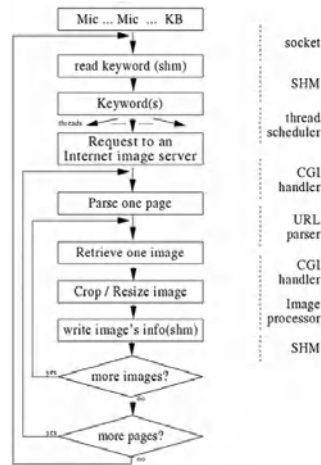 Mic ... Mic ... KB
socket
read keyword (shm)
SHM
Keyword(s)
threads
thread
scheduler
Request to an
Internet image server
CGI
handler
Parse one page
URL
parser
Retrieve one image
CGI
handler
Crop / Resize image
Image
processor
write image's info(shm)
SHM
yes
more images?
no
yes
more pages?
no